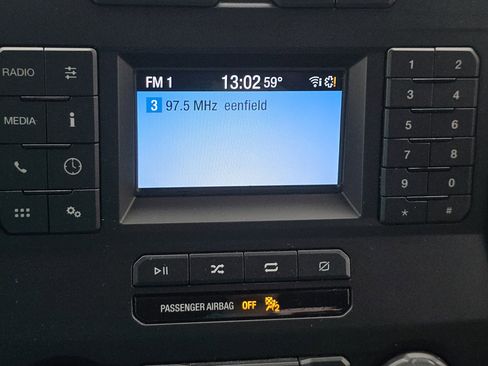 RADIO
MEDIA
i
FM 1 13:02 59°
3 97.5 MHz eenfield
1 2
3 4
5 6
7 8
9 0
* #
PASSENGER AIRBAG OFF 2